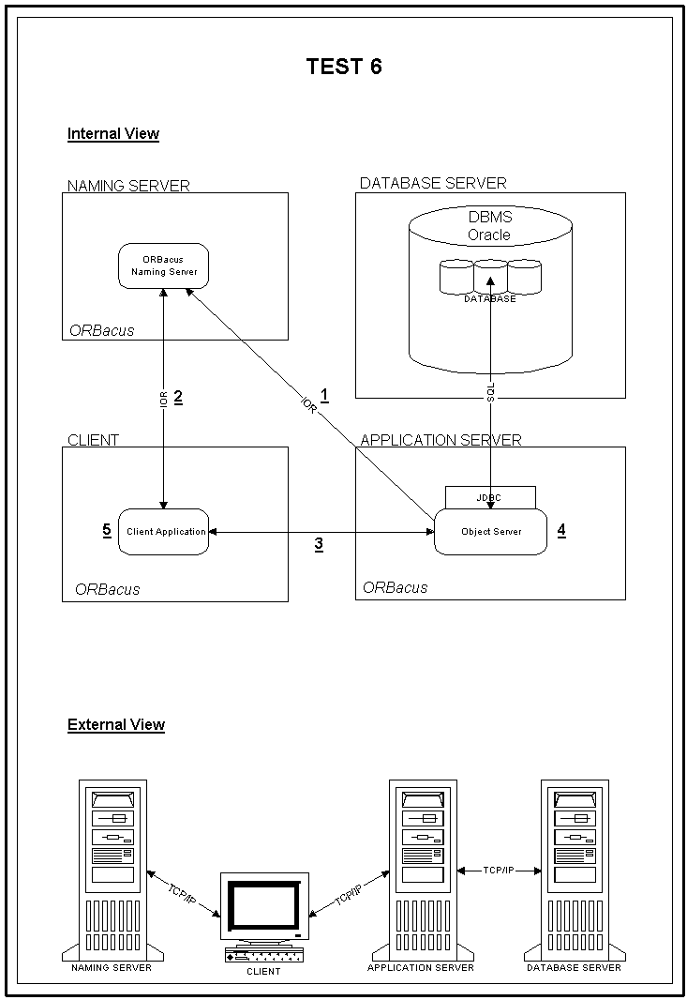 TEST 6
Internal View
NAMING SERVER
DATABASE SERVER
DBMS
Oracle
ORBacus
Naming Server
DATABASE
ORBacus
1
2
IOR
IOR
SQL
CLIENT
APPLICATION SERVER
JDBC
5
Client Application
3
Object Server
4
ORBacus
ORBacus
External View
TCP/IP
TCP/IP
TCP/IP
NAMING SERVER
CLIENT
APPLICATION SERVER
DATABASE SERVER